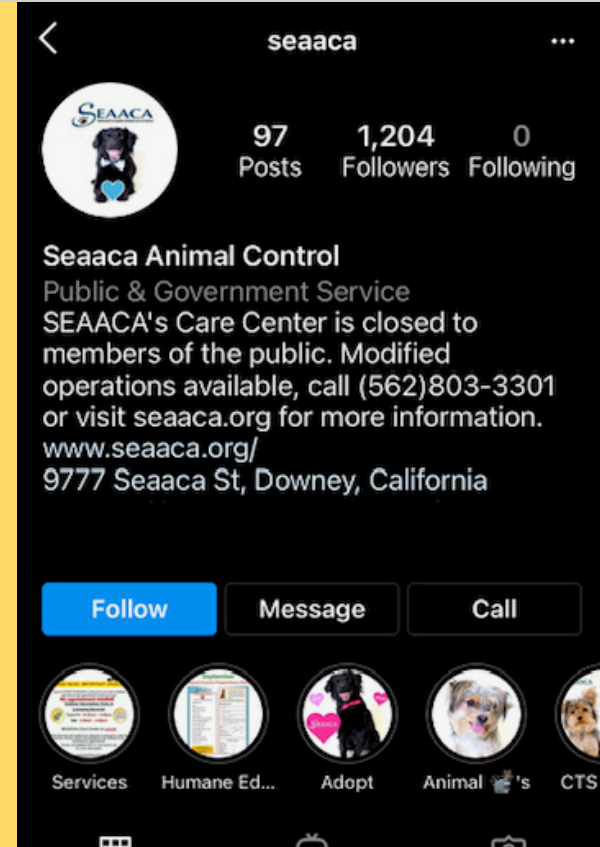 seaaca
SEAACA
97
1,204
0
Posts
Followers
Following
Seaaca Animal Control
Public & Government Service
SEAACA's Care Center is closed to
members of the public. Modified
operations available, call (562)803-3301
or visit seaaca.org for more information.
www.seaaca.org/
9777 Seaaca St, Downey, California
Follow
Message
Call
Services
Humane Ed...
Adopt
Animal 🐩's
CTS